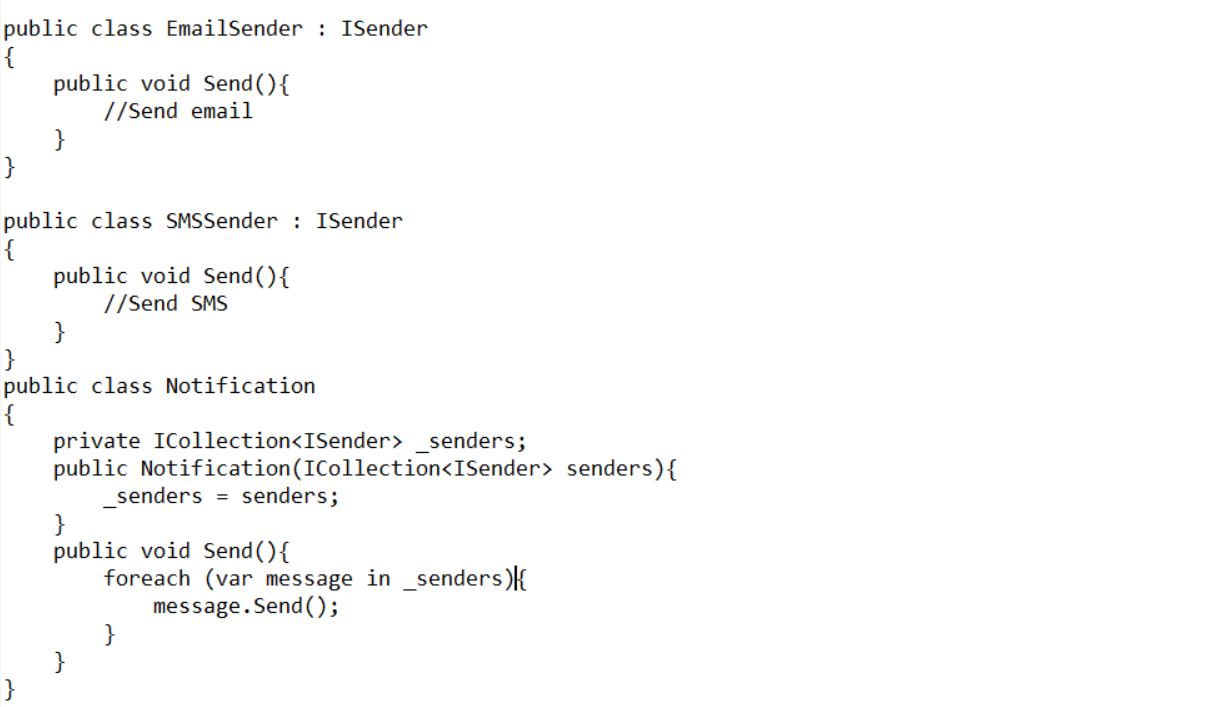 public class EmailSender : ISender
{
    public void Send(){
        //Send email
    }
}

public class SMSSender : ISender
{
    public void Send(){
        //Send SMS
    }
}
public class Notification
{
    private ICollection<ISender> _senders;
    public Notification(ICollection<ISender> senders){
        _senders = senders;
    }
    public void Send(){
        foreach (var message in _senders){
            message.Send();
        }
    }
}